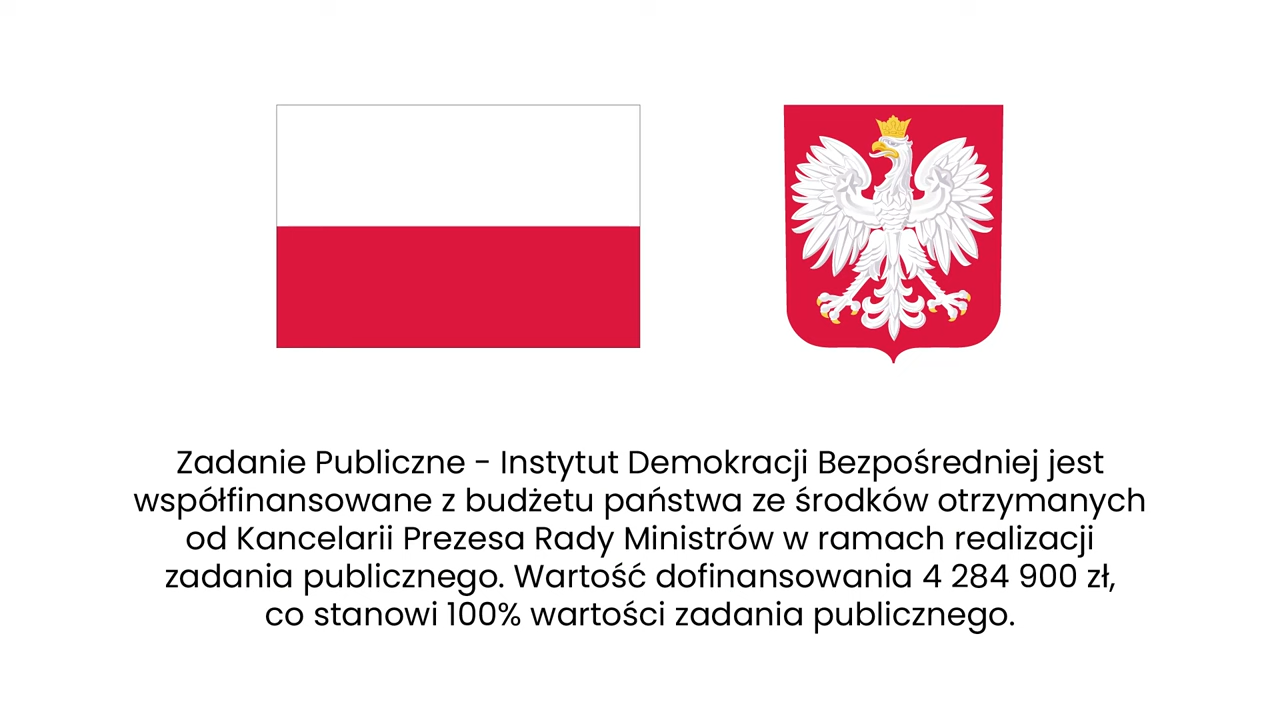 Zadanie Publiczne - Instytut Demokracji Bezpośredniej jest
współfinansowane z budżetu państwa ze środków otrzymanych
od Kancelarii Prezesa Rady Ministrów w ramach realizacji
zadania publicznego. Wartość dofinansowania 4 284 900 zł,
co stanowi 100% wartości zadania publicznego.